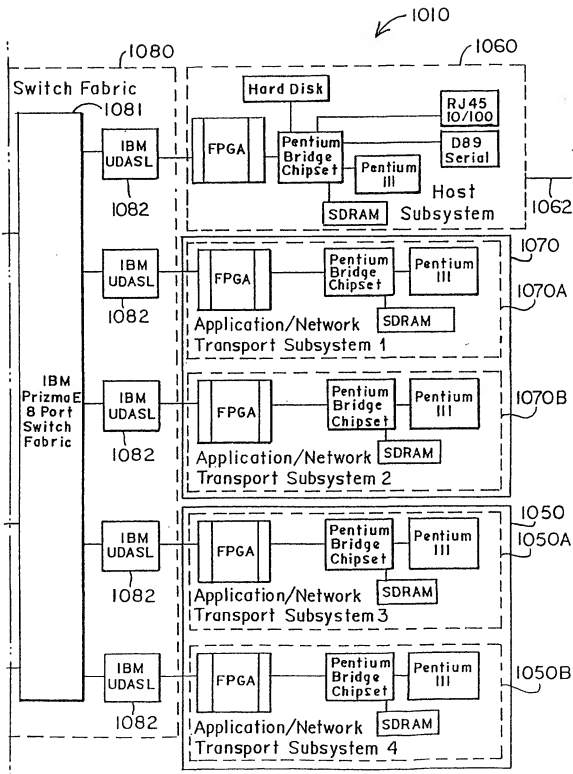 1010
1080
1060
Switch Fabric
1081
Hard Disk
RJ45
10/100
IBM
UDASL
FPGA
Pentium
Bridge
Chipset
D89
Serial
Pentium
III
1082
Host
Subsystem
SDRAM
1062
IBM
UDASL
FPGA
Pentium
Bridge
Chipset
Pentium
III
1070
1070A
1082
SDRAM
Application/Network
Transport Subsystem 1
IBM
PrizmaE
8 Port
Switch
Fabric
IBM
UDASL
FPGA
Pentium
Bridge
Chipset
Pentium
III
1070B
1082
SDRAM
Application/Network
Transport Subsystem 2
IBM
UDASL
FPGA
Pentium
Bridge
Chipset
Pentium
III
1050
1050A
1082
SDRAM
Application/Network
Transport Subsystem 3
IBM
UDASL
FPGA
Pentium
Bridge
Chipset
Pentium
III
1050B
1082
SDRAM
Application/Network
Transport Subsystem 4